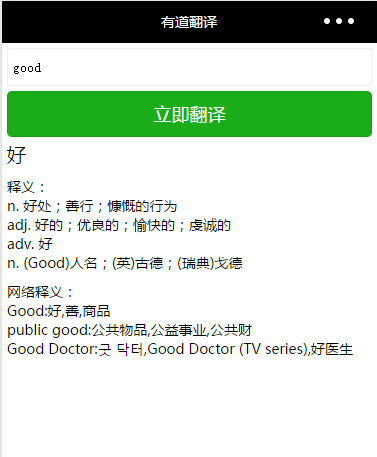 有道翻译
good
立即翻译
好
释义：
n. 好处；善行；慷慨的行为
adj. 好的；优良的；愉快的；虔诚的
adv. 好
n. (Good)人名；(英)古德；(瑞典)戈德
网络释义：
Good:好,善,商品
public good:公共物品,公益事业,公共财
Good Doctor:굿 닥터,Good Doctor (TV series),好医生